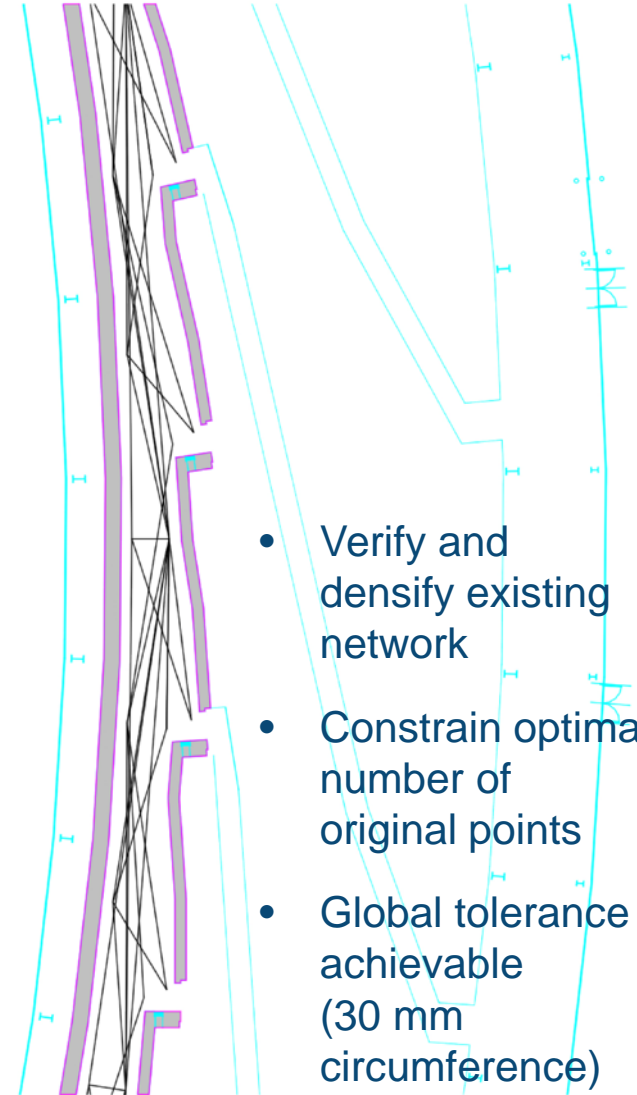 • Verify and
densify existing
network
• Constrain optima
number of
original points
• Global tolerance
achievable
(30 mm
circumference)